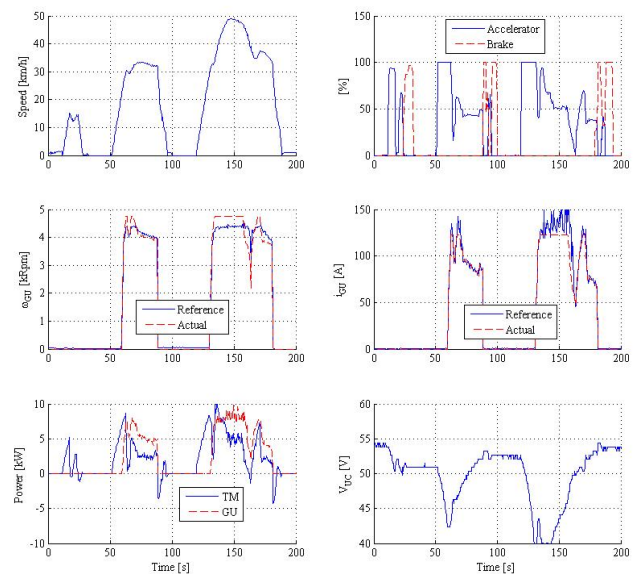 50
40
30
20
10
0
0 50 100 150 200
Speed [km/h]
100
50
0
0 50 100 150 200
[%]
Accelerator
Brake
5
4
3
2
1
0
0 50 100 150 200
ωGU [kRpm]
Reference
Actual
150
100
50
0
0 50 100 150 200
iGU [A]
Reference
Actual
10
5
0
-5
-10
0 50 100 150 200
Power [kW]
Time [s]
TM
GU
60
55
50
45
40
0 50 100 150 200
VUC [V]
Time [s]